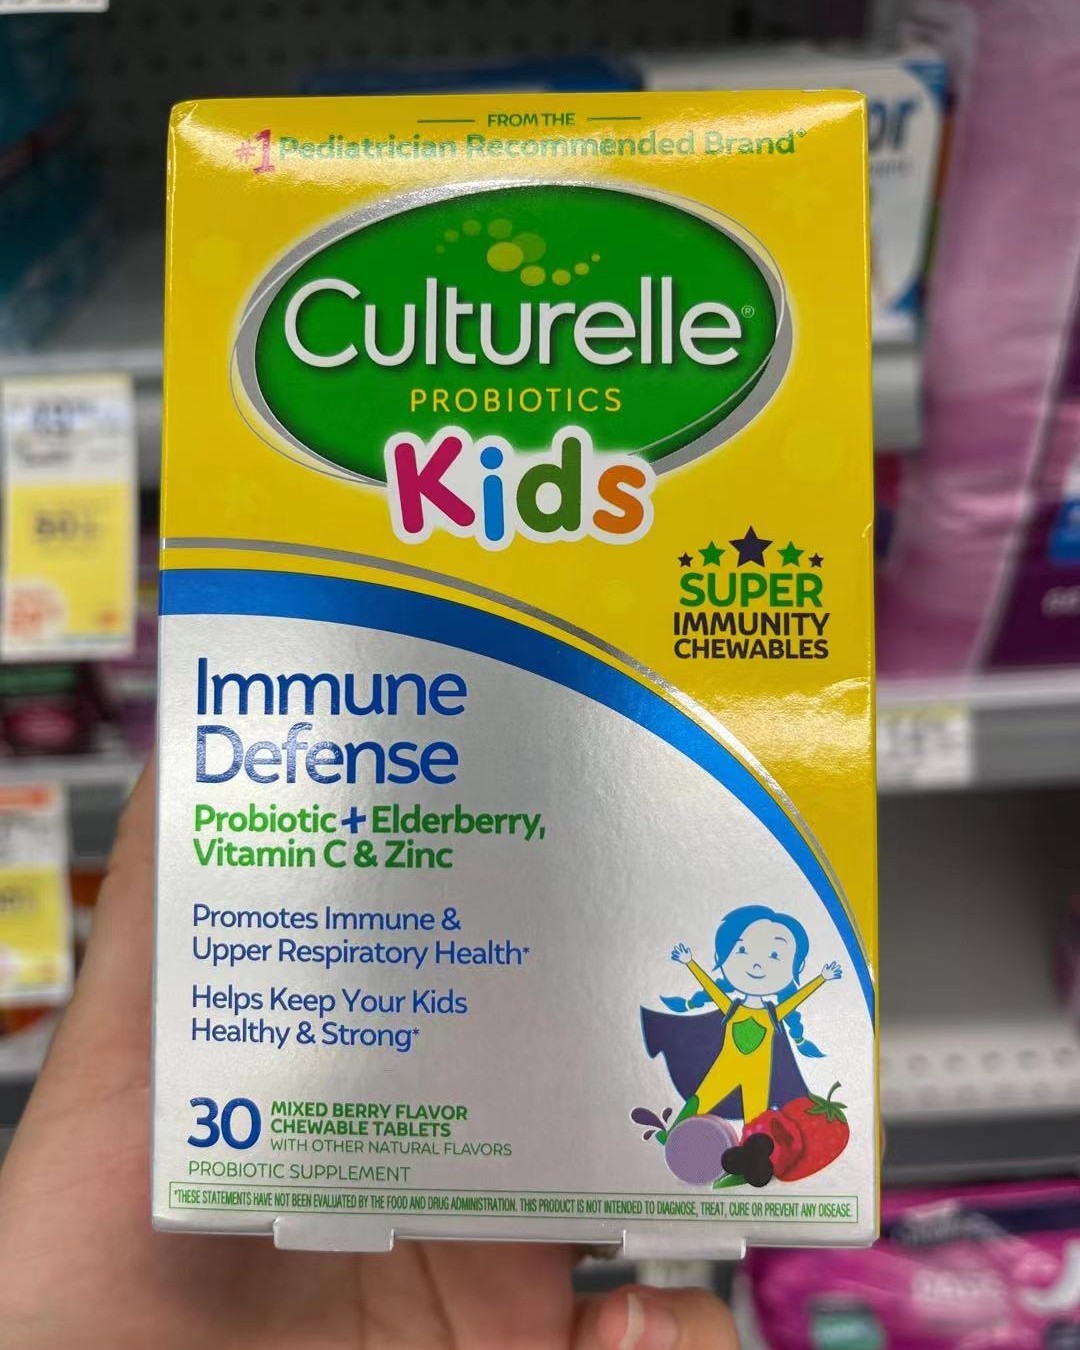 FROM THE
#1 Pediatrician Recommended Brand
Culturelle®
PROBIOTICS
Kids
SUPER
IMMUNITY
CHEWABLES
Immune
Defense
Probiotic + Elderberry,
Vitamin C & Zinc
Promotes Immune &
Upper Respiratory Health*
Helps Keep Your Kids
Healthy & Strong*
30 MIXED BERRY FLAVOR
CHEWABLE TABLETS
WITH OTHER NATURAL FLAVORS
PROBIOTIC SUPPLEMENT
*THESE STATEMENTS HAVE NOT BEEN EVALUATED BY THE FOOD AND DRUG ADMINISTRATION. THIS PRODUCT IS NOT INTENDED TO DIAGNOSE, TREAT, CURE OR PREVENT ANY DISEASE.